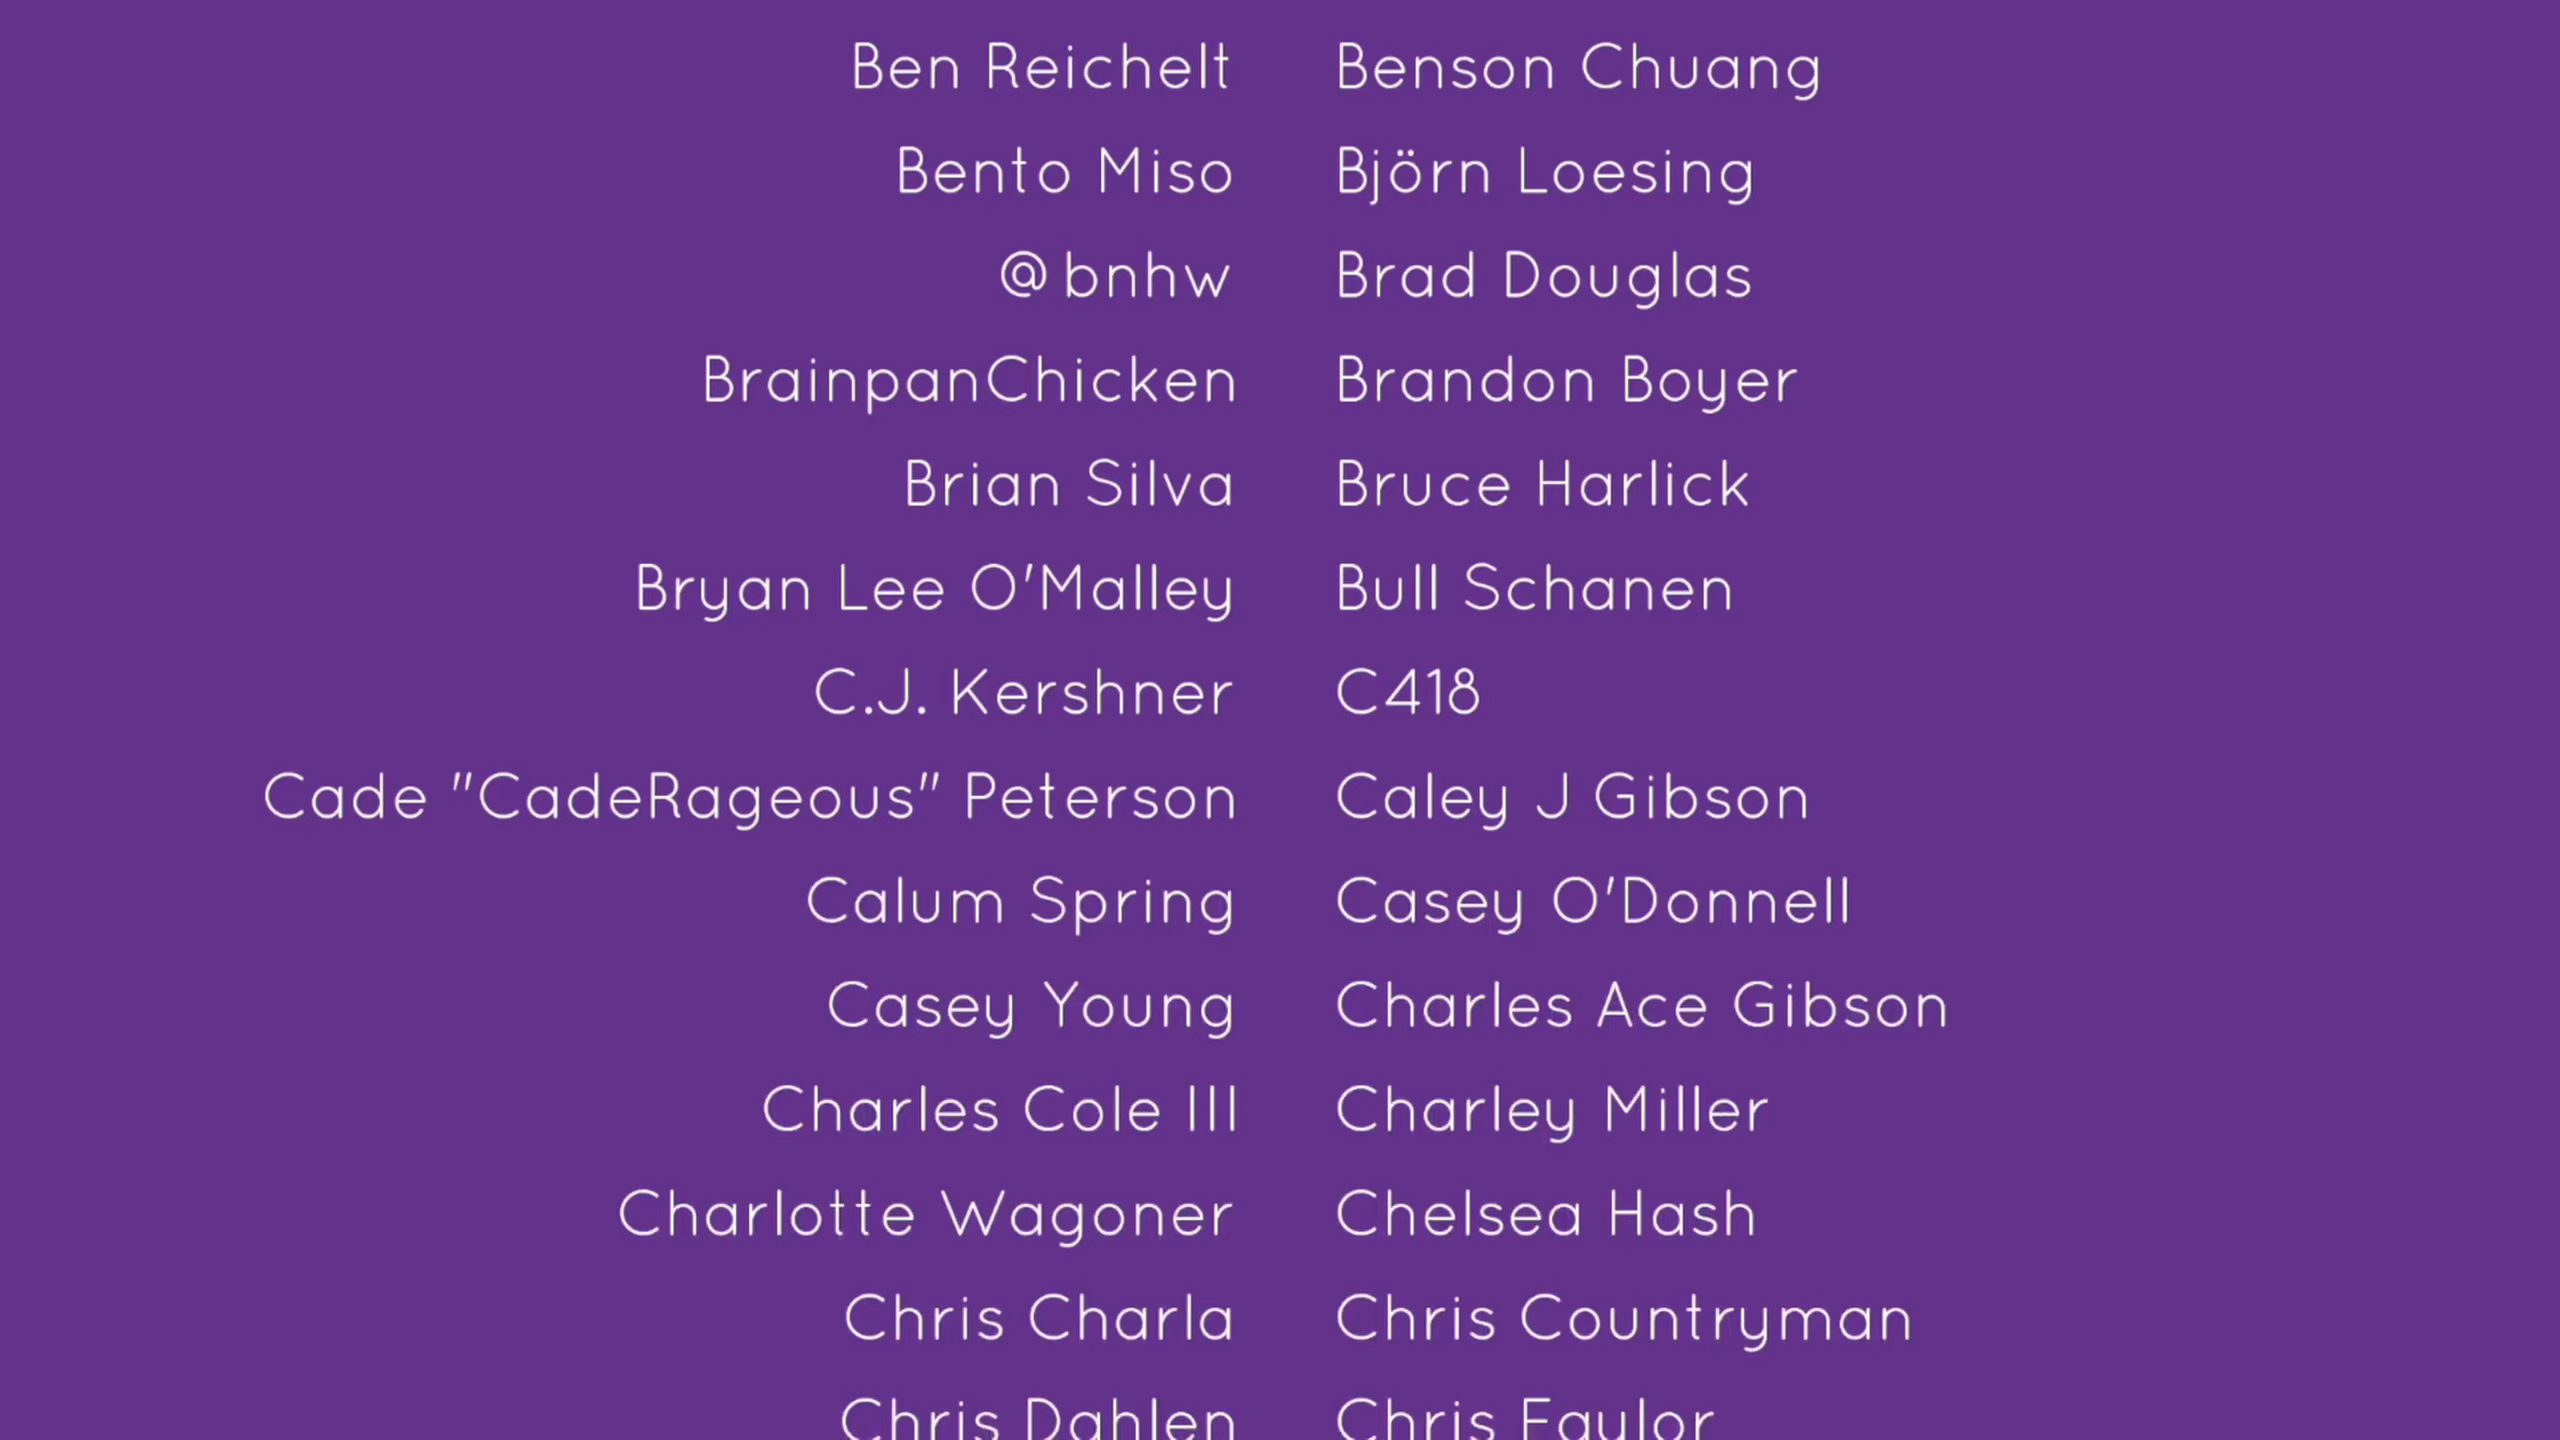 Ben Reichelt Benson Chuang
Bento Miso Björn Loesing
@bnhw Brad Douglas
BrainpanChicken Brandon Boyer
Brian Silva Bruce Harlick
Bryan Lee O'Malley Bull Schanen
C.J. Kershner C418
Cade "CadeRageous" Peterson Caley J Gibson
Calum Spring Casey O'Donnell
Casey Young Charles Ace Gibson
Charles Cole III Charley Miller
Charlotte Wagoner Chelsea Hash
Chris Charla Chris Countryman
Chris Dahlen Chris Faylor